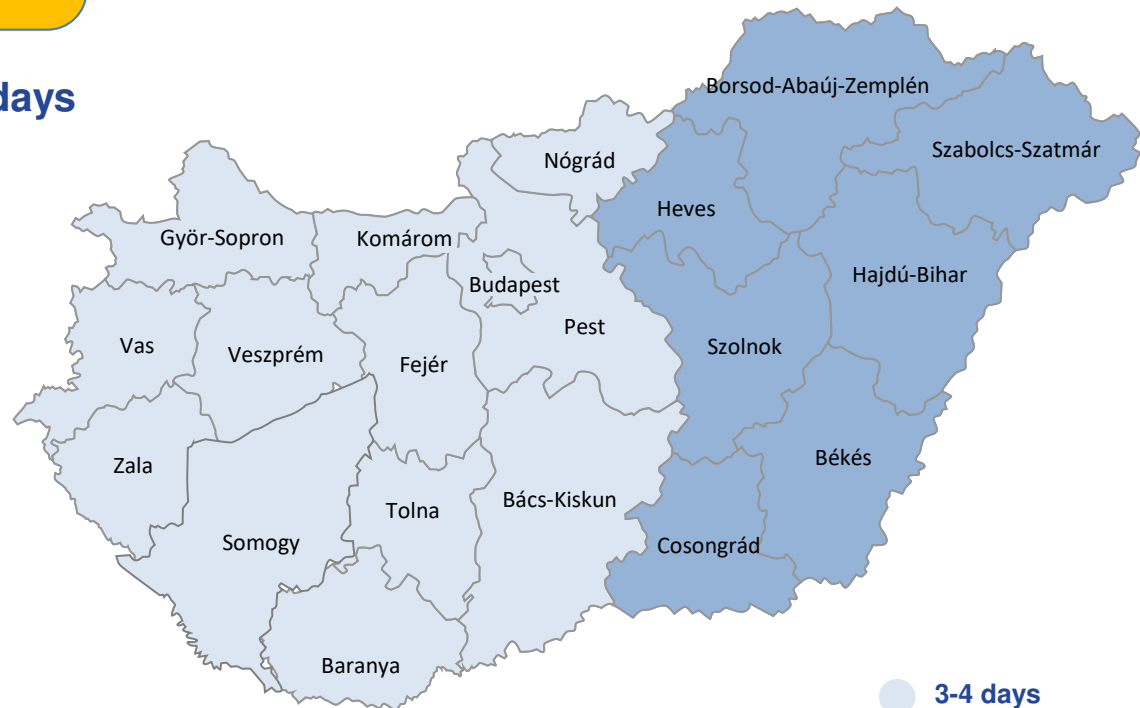 days
Borsod-Abaúj-Zemplén
Szabolcs-Szatmár
Nógrád
Heves
Györ-Sopron
Komárom
Hajdú-Bihar
Budapest
Pest
Vas
Veszprém
Fejér
Szolnok
Zala
Békés
Tolna
Bács-Kiskun
Somogy
Cosongrád
Baranya
3-4 days